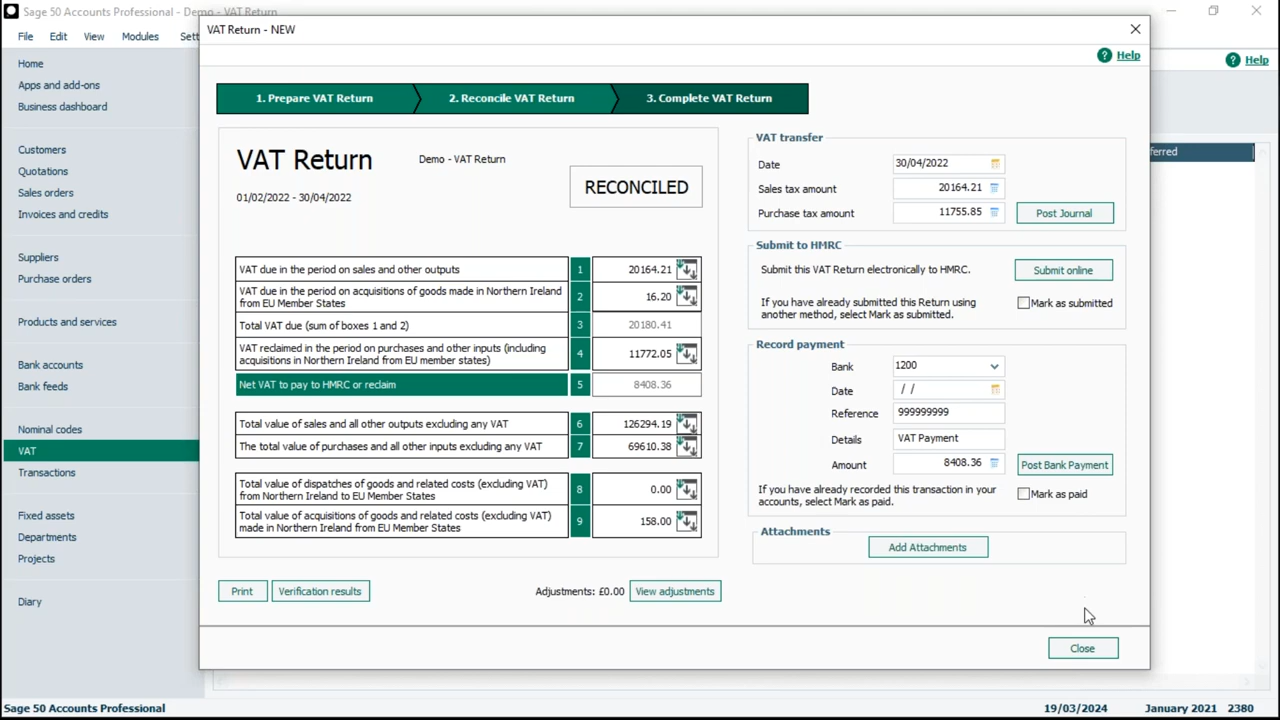 Sage 50 Accounts Professional - Demo - VAT Return
File Edit View Modules Sett
Help
Home
Apps and add-ons
Business dashboard
Customers
Quotations
Sales orders
Invoices and credits
Suppliers
Purchase orders
Products and services
Bank accounts
Bank feeds
Nominal codes
VAT
Transactions
Fixed assets
Departments
Projects
Diary
ferred
VAT Return - NEW
Help
1. Prepare VAT Return 2. Reconcile VAT Return 3. Complete VAT Return
VAT Return Demo - VAT Return
RECONCILED
01/02/2022 - 30/04/2022
VAT due in the period on sales and other outputs 1 20164.21
VAT due in the period on acquisitions of goods made in Northern Ireland
from EU Member States 2 16.20
Total VAT due (sum of boxes 1 and 2) 3 20180.41
VAT reclaimed in the period on purchases and other inputs (including
acquisitions in Northern Ireland from EU member states) 4 11772.05
Net VAT to pay to HMRC or reclaim 5 8408.36
Total value of sales and all other outputs excluding any VAT 6 126294.19
The total value of purchases and all other inputs excluding any VAT 7 69610.38
Total value of dispatches of goods and related costs (excluding VAT)
from Northern Ireland to EU Member States 8 0.00
Total value of acquisitions of goods and related costs (excluding VAT)
made in Northern Ireland from EU Member States 9 158.00
Print Verification results Adjustments: £0.00 View adjustments
VAT transfer
Date 30/04/2022
Sales tax amount 20164.21
Purchase tax amount 11755.85 Post Journal
Submit to HMRC
Submit this VAT Return electronically to HMRC. Submit online
If you have already submitted this Return using
another method, select Mark as submitted. Mark as submitted
Record payment
Bank 1200
Date / /
Reference 999999999
Details VAT Payment
Amount 8408.36 Post Bank Payment
If you have already recorded this transaction in your
accounts, select Mark as paid. Mark as paid
Attachments
Add Attachments
Close
Sage 50 Accounts Professional 19/03/2024 January 2021 2380